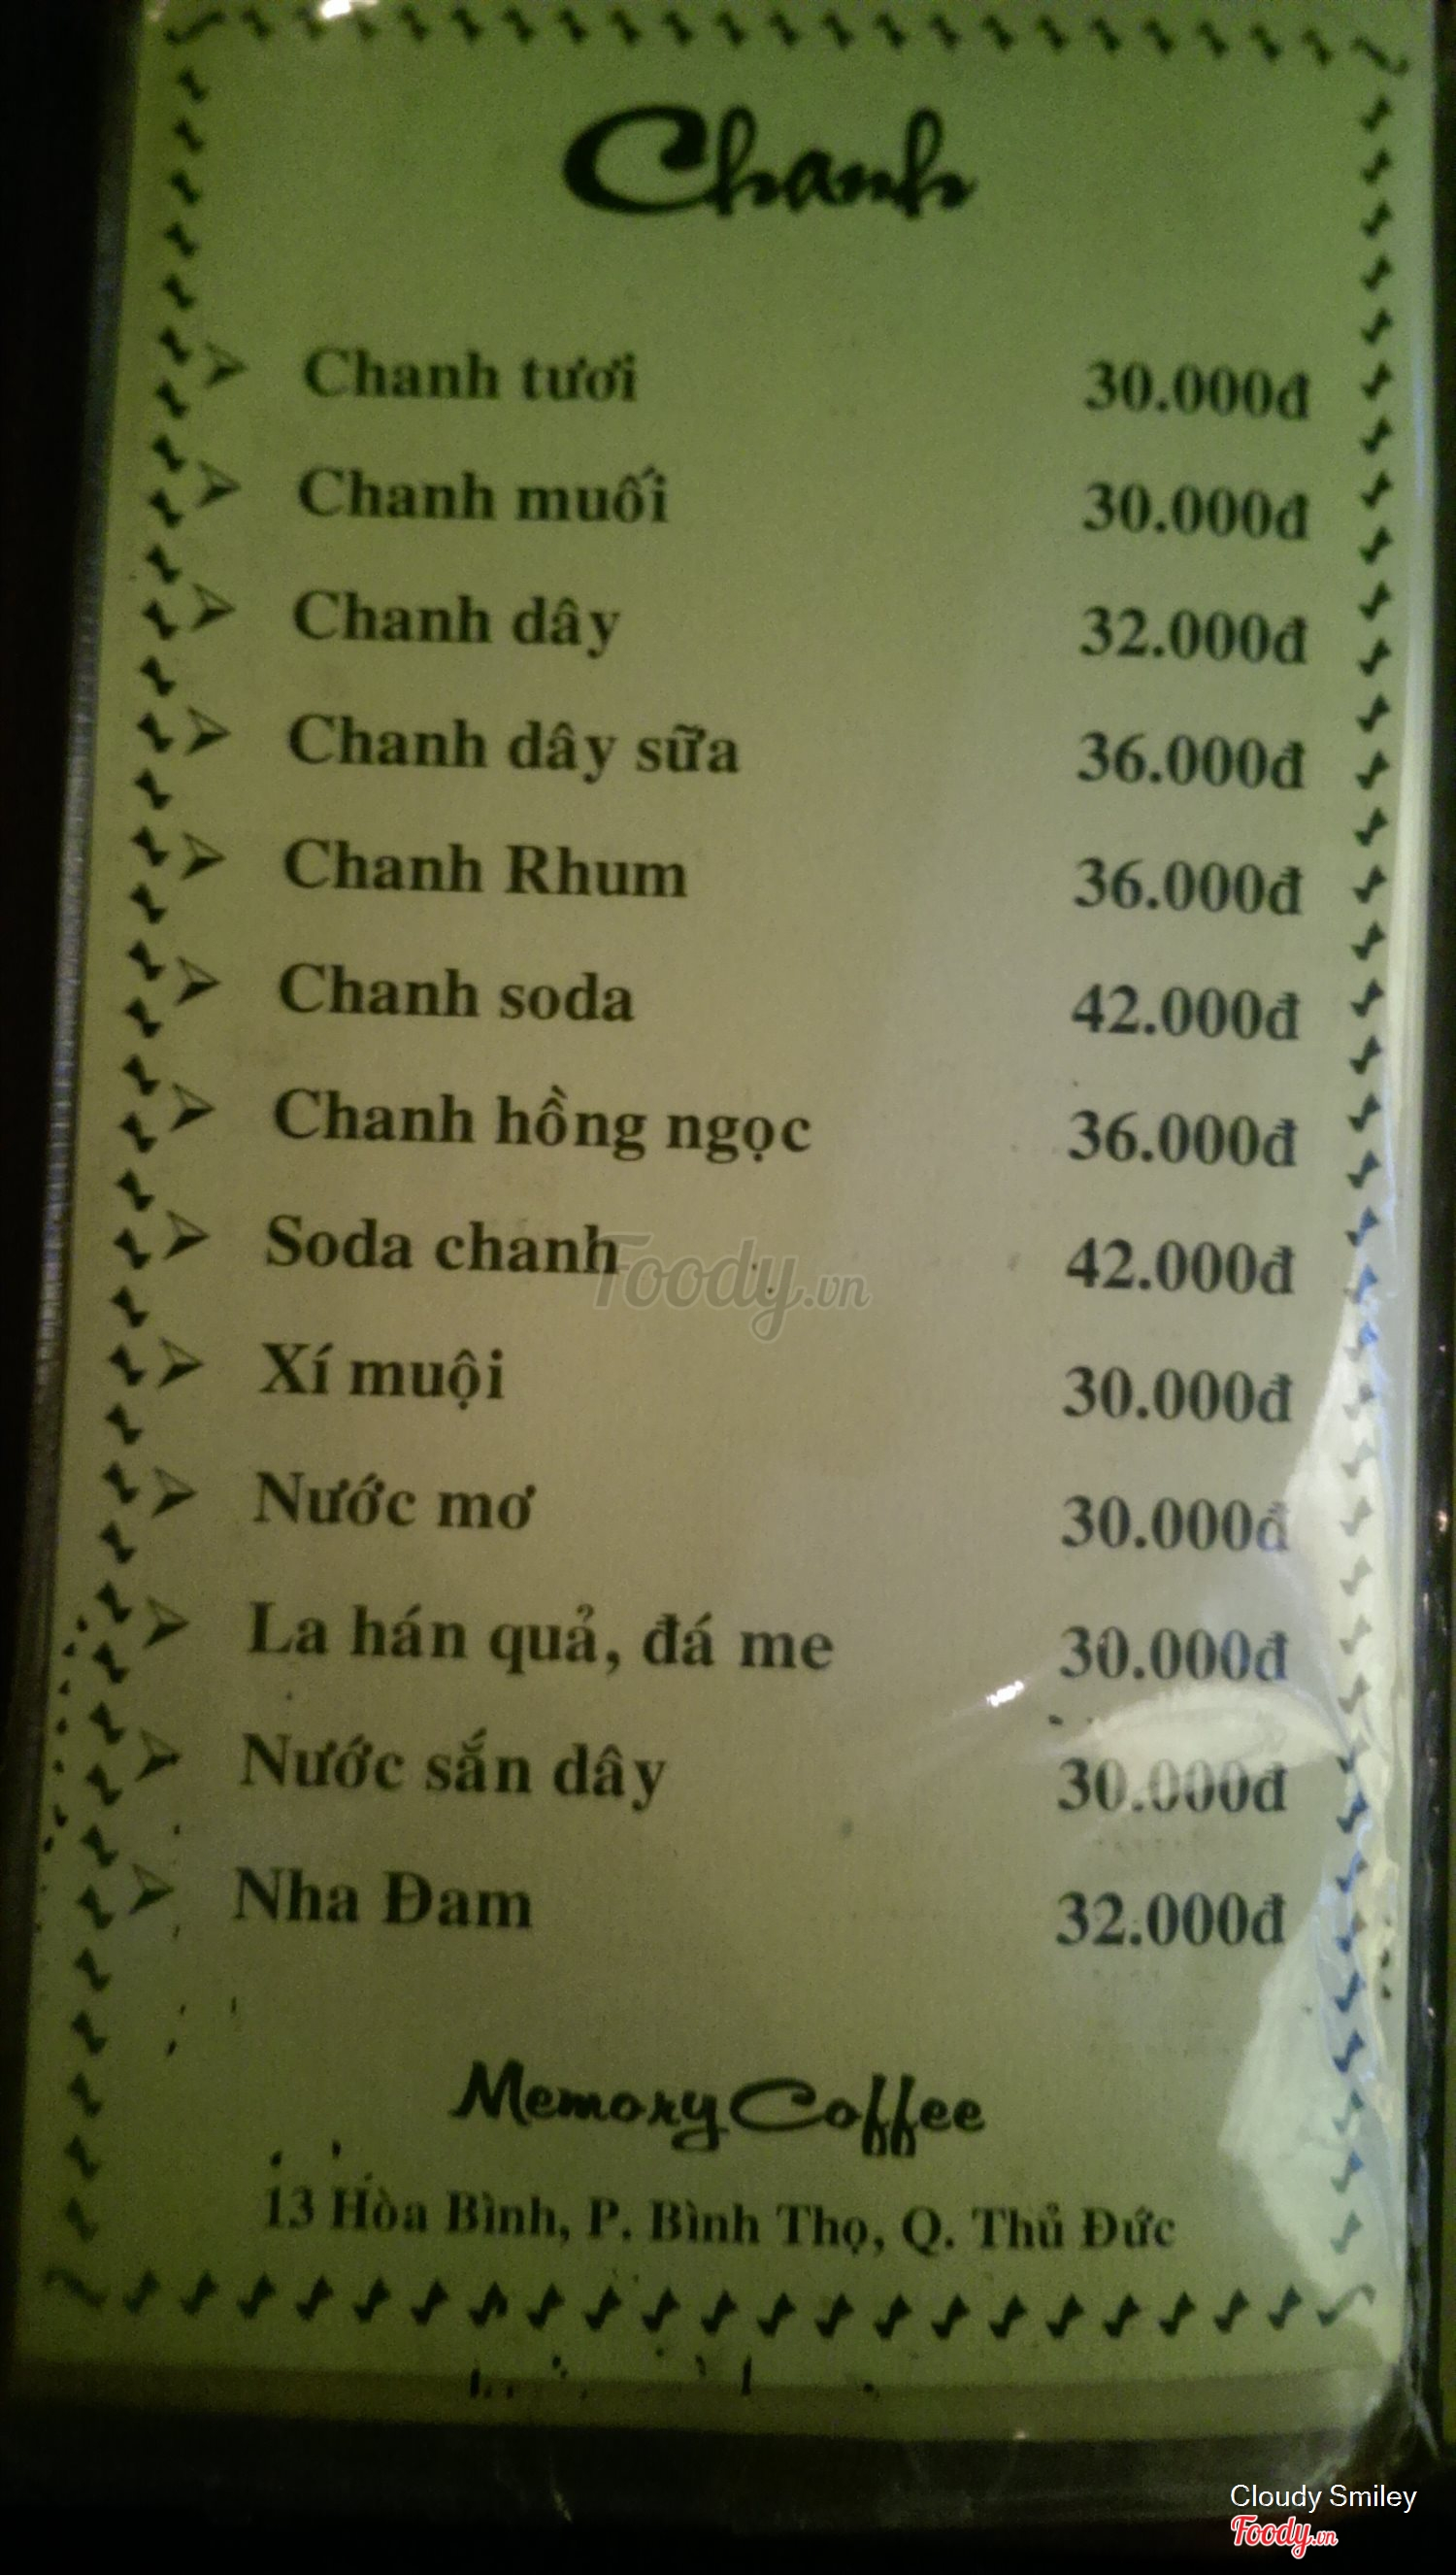 Chanh
Chanh tươi 30.000đ
Chanh muối 30.000đ
Chanh dây 32.000đ
Chanh dây sữa 36.000đ
Chanh Rhum 36.000đ
Chanh soda 42.000đ
Chanh hồng ngọc 36.000đ
Soda chanh 42.000đ
Foody.vn
Xí muội 30.000đ
Nước mơ 30.000đ
La hán quả, đá me 30.000đ
Nước sắn dây 30.000đ
Nha Đam 32.000đ
Memory Coffee
13 Hòa Bình, P. Bình Thọ, Q. Thủ Đức
Cloudy Smiley
Foody.vn